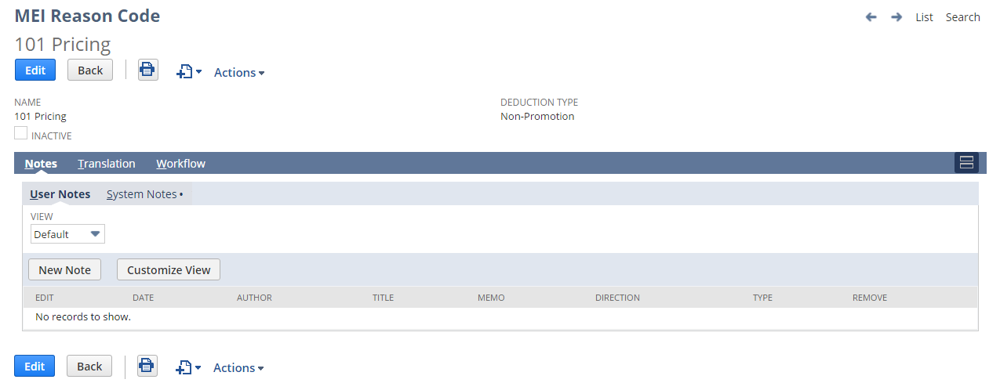 MEI Reason Code
List Search
101 Pricing
Edit Back Actions
NAME DEDUCTION TYPE
101 Pricing Non-Promotion
INACTIVE
Notes Translation Workflow
User Notes System Notes •
VIEW
Default
New Note Customize View
EDIT DATE AUTHOR TITLE MEMO DIRECTION TYPE REMOVE
No records to show.
Edit Back Actions